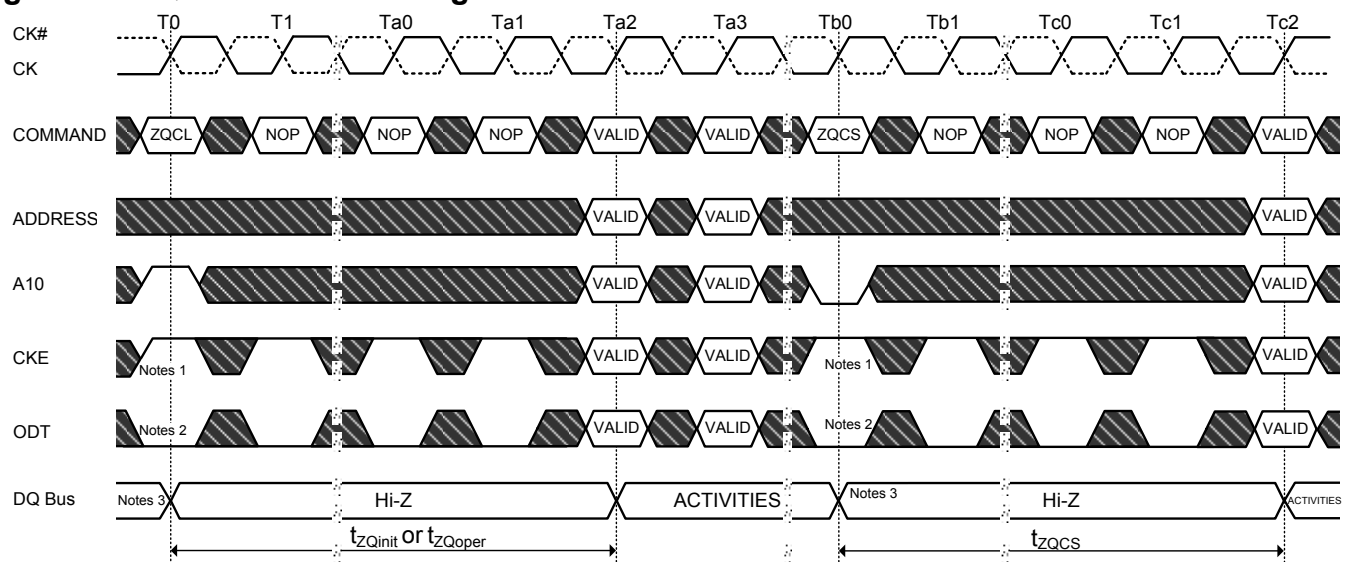 T0 T1 Ta0 Ta1 Ta2 Ta3 Tb0 Tb1 Tc0 Tc1 Tc2
CK#
CK
COMMAND ZQCL NOP NOP NOP VALID VALID ZQCS NOP NOP NOP VALID
ADDRESS VALID VALID VALID
A10 VALID VALID VALID
CKE Notes 1 VALID VALID Notes 1 VALID
ODT Notes 2 VALID VALID Notes 2 VALID
DQ Bus Notes 3 Hi-Z ACTIVITIES Notes 3 Hi-Z ACTIVITIES
tZQinit or tZQoper tZQCS